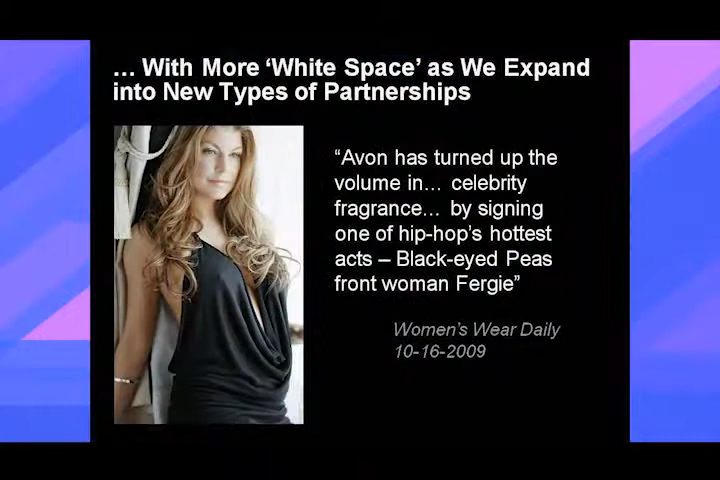 … With More ‘White Space’ as We Expand
into New Types of Partnerships
“Avon has turned up the
volume in… celebrity
fragrance… by signing
one of hip-hop’s hottest
acts – Black-eyed Peas
front woman Fergie”
Women’s Wear Daily
10-16-2009